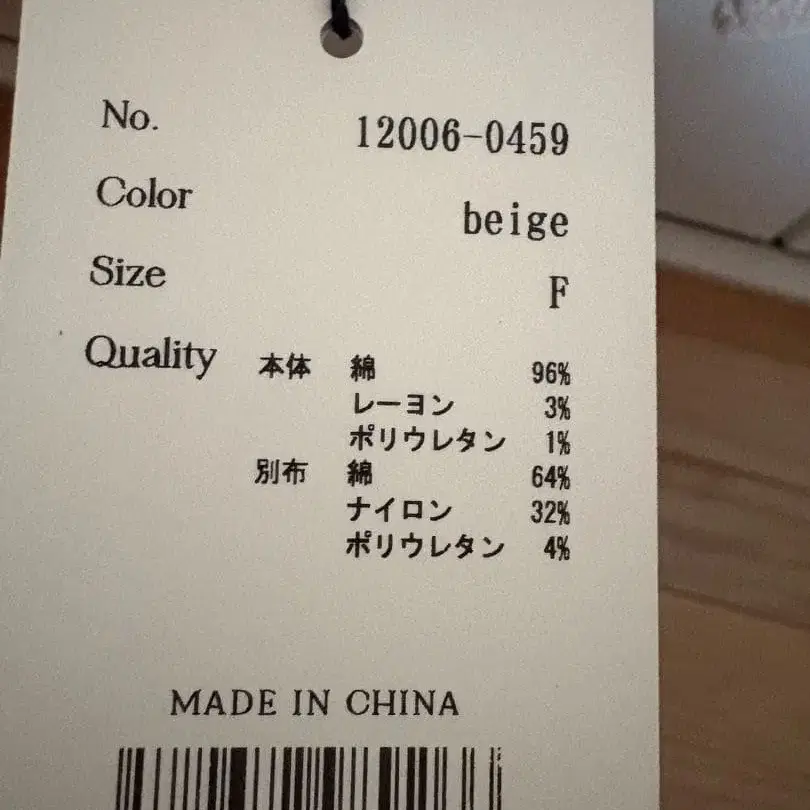 No. 12006-0459
Color beige
Size F
Quality 本体 綿 96%
レーヨン 3%
ポリウレタン 1%
別布 綿 64%
ナイロン 32%
ポリウレタン 4%
MADE IN CHINA